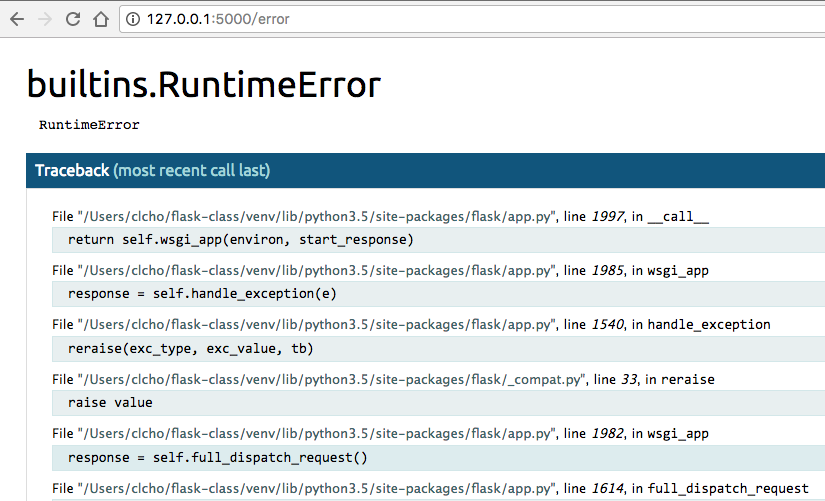 127.0.0.1:5000/error
builtins.RuntimeError
RuntimeError
Traceback (most recent call last)
File "/Users/clcho/flask-class/venv/lib/python3.5/site-packages/flask/app.py", line 1997, in __call__
return self.wsgi_app(environ, start_response)
File "/Users/clcho/flask-class/venv/lib/python3.5/site-packages/flask/app.py", line 1985, in wsgi_app
response = self.handle_exception(e)
File "/Users/clcho/flask-class/venv/lib/python3.5/site-packages/flask/app.py", line 1540, in handle_exception
reraise(exc_type, exc_value, tb)
File "/Users/clcho/flask-class/venv/lib/python3.5/site-packages/flask/_compat.py", line 33, in reraise
raise value
File "/Users/clcho/flask-class/venv/lib/python3.5/site-packages/flask/app.py", line 1982, in wsgi_app
response = self.full_dispatch_request()
File "/Users/clcho/flask-class/venv/lib/python3.5/site-packages/flask/app.py", line 1614, in full_dispatch_request